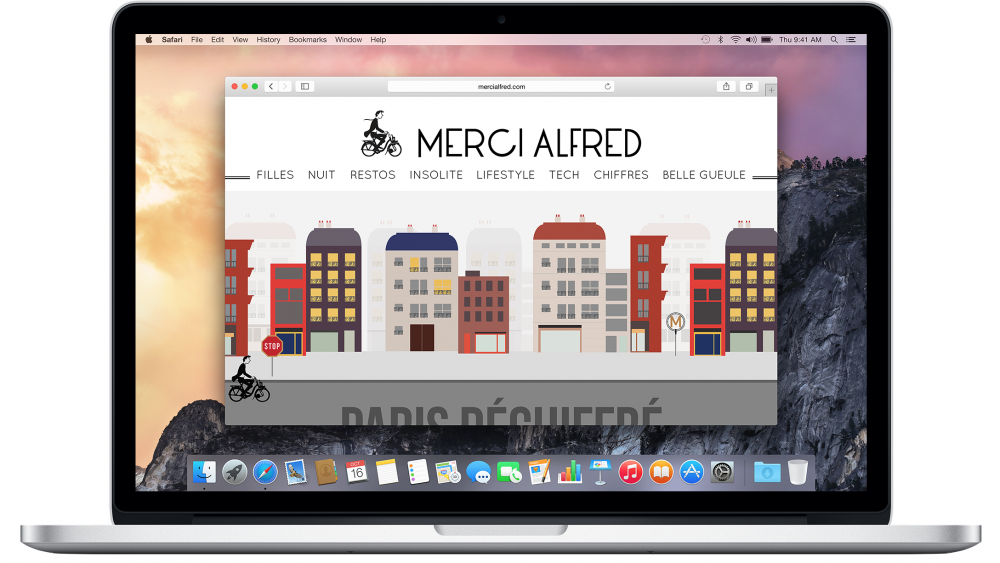 Safari File Edit View History Bookmarks Window Help Thu 9:41 AM
mercialfred.com
MERCI ALFRED
FILLES NUIT RESTOS INSOLITE LIFESTYLE TECH CHIFFRES BELLE GUEULE
M
STOP
PARIS DÉCHIFFRÉ
OCT
16